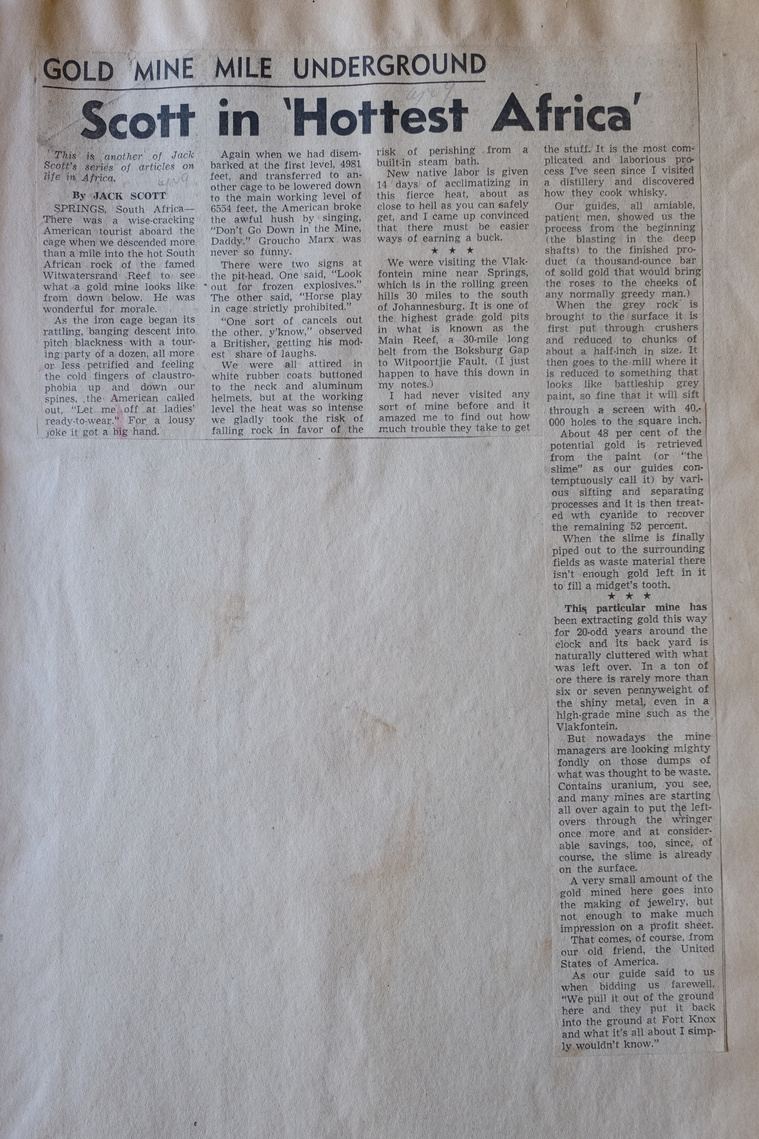 GOLD MINE MILE UNDERGROUND
Scott in 'Hottest Africa'
This is another of Jack
Scott's series of articles on
life in Africa.
By JACK SCOTT
SPRINGS, South Africa—
There was a wise-cracking
American tourist aboard the
cage when we descended more
than a mile into the hot South
African rock of the famed
Witwatersrand Reef to see
what a gold mine looks like
from down below. He was
wonderful for morale.
As the iron cage began its
rattling, banging descent into
pitch blackness with a tour-
ing party of a dozen, all more
or less petrified and feeling
the cold fingers of claustro-
phobia up and down our
spines, the American called
out, "Let me off at ladies'
ready-to-wear." For a lousy
joke it got a big hand.
Again when we had disem-
barked at the first level, 4981
feet, and transferred to an-
other cage to be lowered down
to the main working level of
6554 feet, the American broke
the awful hush by singing,
"Don't Go Down in the Mine,
Daddy." Groucho Marx was
never so funny.
There were two signs at
the pit-head. One said, "Look
out for frozen explosives."
The other said, "Horse play
in cage strictly prohibited."
"One sort of cancels out
the other, y'know," observed
a Britisher, getting his mod-
est share of laughs.
We were all attired in
white rubber coats buttoned
to the neck and aluminum
helmets, but at the working
level the heat was so intense
we gladly took the risk of
falling rock in favor of the
risk of perishing from a
built-in steam bath.
New native labor is given
14 days of acclimatizing in
this fierce heat, about as
close to hell as you can safely
get, and I came up convinced
that there must be easier
ways of earning a buck.
★ ★ ★
We were visiting the Vlak-
fontein mine near Springs,
which is in the rolling green
hills 30 miles to the south
of Johannesburg. It is one of
the highest grade gold pits
in what is known as the
Main Reef, a 30-mile long
belt from the Boksburg Gap
to Witpoortjie Fault. (I just
happen to have this down in
my notes.)
I had never visited any
sort of mine before and it
amazed me to find out how
much trouble they take to get
the stuff. It is the most com-
plicated and laborious pro-
cess I've seen since I visited
a distillery and discovered
how they cook whisky.
Our guides, all amiable,
patient men, showed us the
process from the beginning
(the blasting in the deep
shafts) to the finished pro-
duct (a thousand-ounce bar
of solid gold that would bring
the roses to the cheeks of
any normally greedy man.)
When the grey rock is
brought to the surface it is
first put through crushers
and reduced to chunks of
about a half-inch in size. It
then goes to the mill where it
is reduced to something that
looks like battleship grey
paint, so fine that it will sift
through a screen with 40,-
000 holes to the square inch.
About 48 per cent of the
potential gold is retrieved
from the paint (or "the
slime" as our guides con-
temptuously call it) by vari-
ous sifting and separating
processes and it is then treat-
ed wth cyanide to recover
the remaining 52 percent.
When the slime is finally
piped out to the surrounding
fields as waste material there
isn't enough gold left in it
to fill a midget's tooth.
★ ★ ★
This particular mine has
been extracting gold this way
for 20-odd years around the
clock and its back yard is
naturally cluttered with what
was left over. In a ton of
ore there is rarely more than
six or seven pennyweight of
the shiny metal, even in a
high-grade mine such as the
Vlakfontein.
But nowadays the mine
managers are looking mighty
fondly on those dumps of
what was thought to be waste.
Contains uranium, you see,
and many mines are starting
all over again to put the left-
overs through the wringer
once more and at consider-
able savings, too, since, of
course, the slime is already
on the surface.
A very small amount of the
gold mined here goes into
the making of jewelry, but
not enough to make much
impression on a profit sheet.
That comes, of course, from
our old friend, the United
States of America.
As our guide said to us
when bidding us farewell,
"We pull it out of the ground
here and they put it back
into the ground at Fort Knox
and what it's all about I simp-
ly wouldn't know."